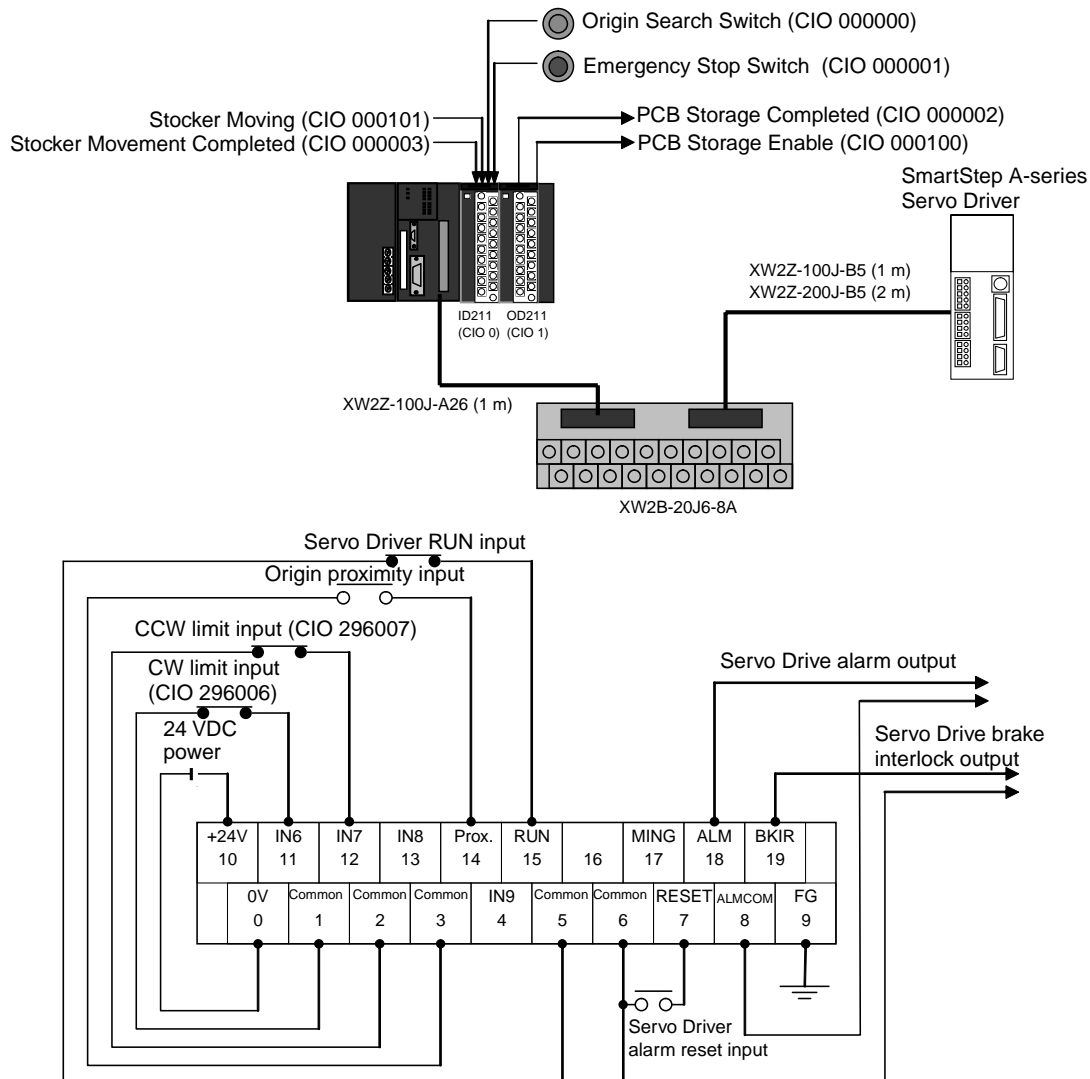 Origin Search Switch (CIO 000000)
Emergency Stop Switch (CIO 000001)
Stocker Moving (CIO 000101)
Stocker Movement Completed (CIO 000003)
PCB Storage Completed (CIO 000002)
PCB Storage Enable (CIO 000100)
SmartStep A-series
Servo Driver
XW2Z-100J-B5 (1 m)
XW2Z-200J-B5 (2 m)
ID211
(CIO 0)
OD211
(CIO 1)
XW2Z-100J-A26 (1 m)
XW2B-20J6-8A
Servo Driver RUN input
Origin proximity input
CCW limit input (CIO 296007)
CW limit input
(CIO 296006)
24 VDC
power
Servo Drive alarm output
Servo Drive brake
interlock output
+24V IN6 IN7 IN8 Prox. RUN MING ALM BKIR
10 11 12 13 14 15 16 17 18 19
0V Common Common Common IN9 Common Common RESET ALMCOM FG
0 1 2 3 4 5 6 7 8 9
Servo Driver
alarm reset input